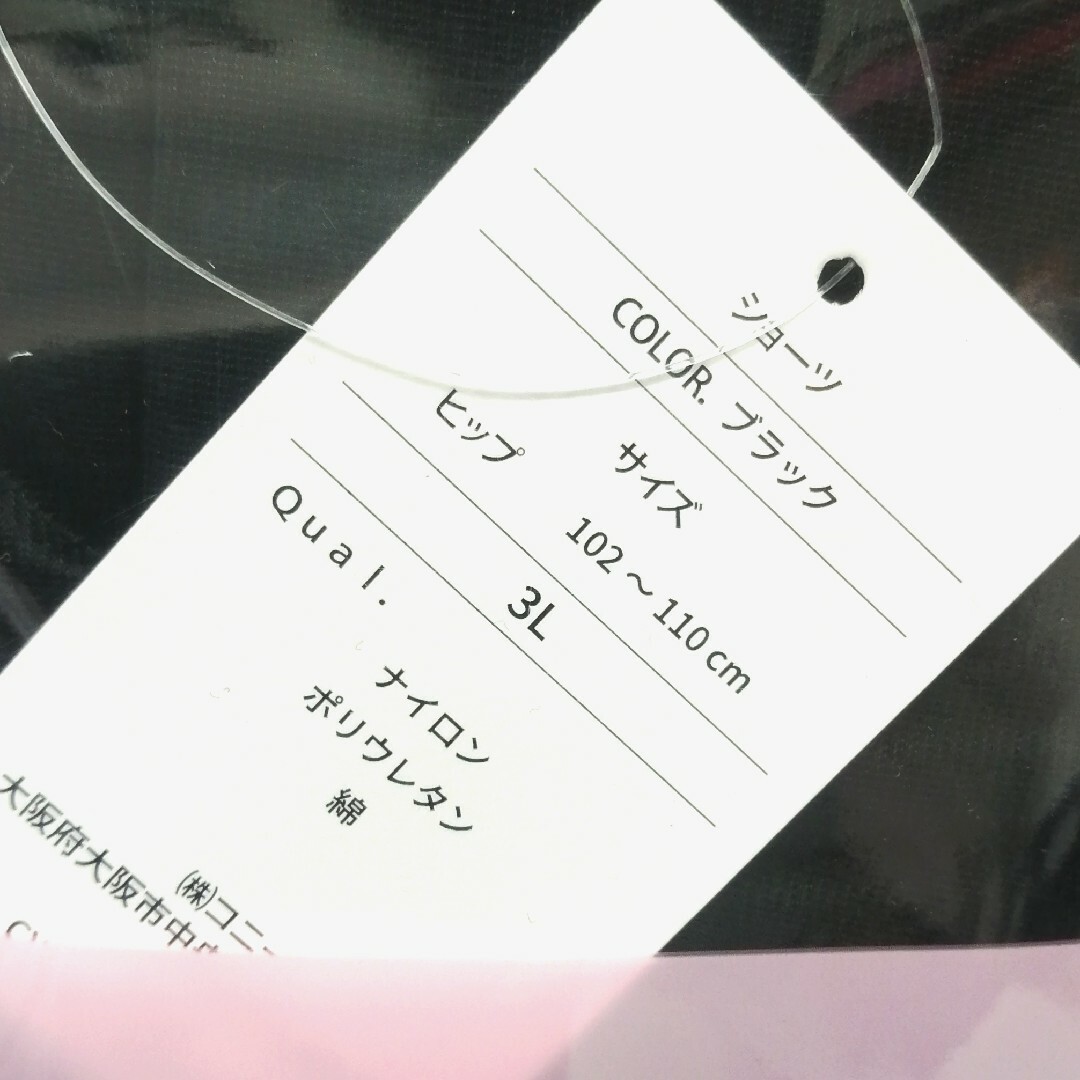 ショーツ
COLOR. ブラック
サイズ
ヒップ 102～110cm
3L
Qual.
ナイロン
ポリウレタン
綿
㈱コニ
大阪府大阪市中央